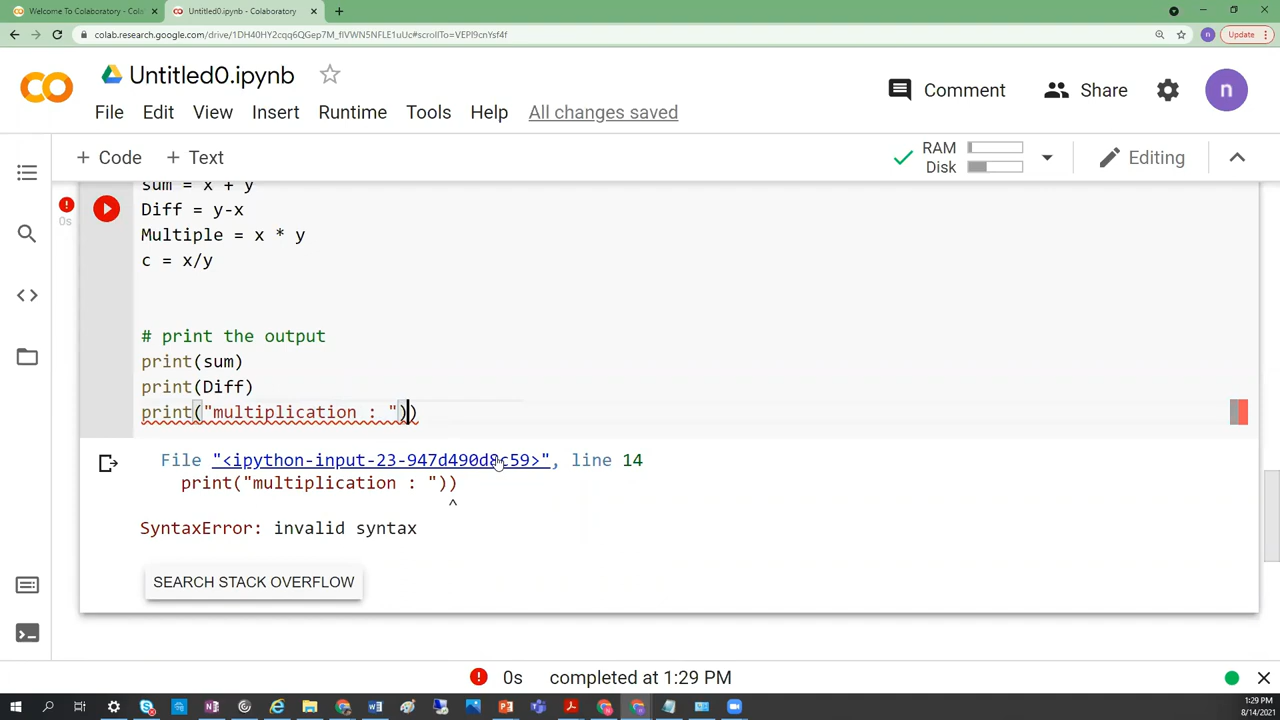 Welcome To Colaboratory - Cola
Untitled0.ipynb - Colaboratory
colab.research.google.com/drive/1DH40HY2cqq6QGep7M_fIVWN5NFLE1uUc#scrollTo=VEPl9cnYsf4f
n
Update
Untitled0.ipynb
Comment
Share
n
File Edit View Insert Runtime Tools Help All changes saved
+ Code + Text
RAM
Disk
Editing
sum = x + y
0s
Diff = y-x
Multiple = x * y
c = x/y
# print the output
print(sum)
print(Diff)
print("multiplication : "))
File "<ipython-input-23-947d490d8c59>", line 14
print("multiplication : "))
^
SyntaxError: invalid syntax
SEARCH STACK OVERFLOW
0s completed at 1:29 PM
1:29 PM
8/14/2021